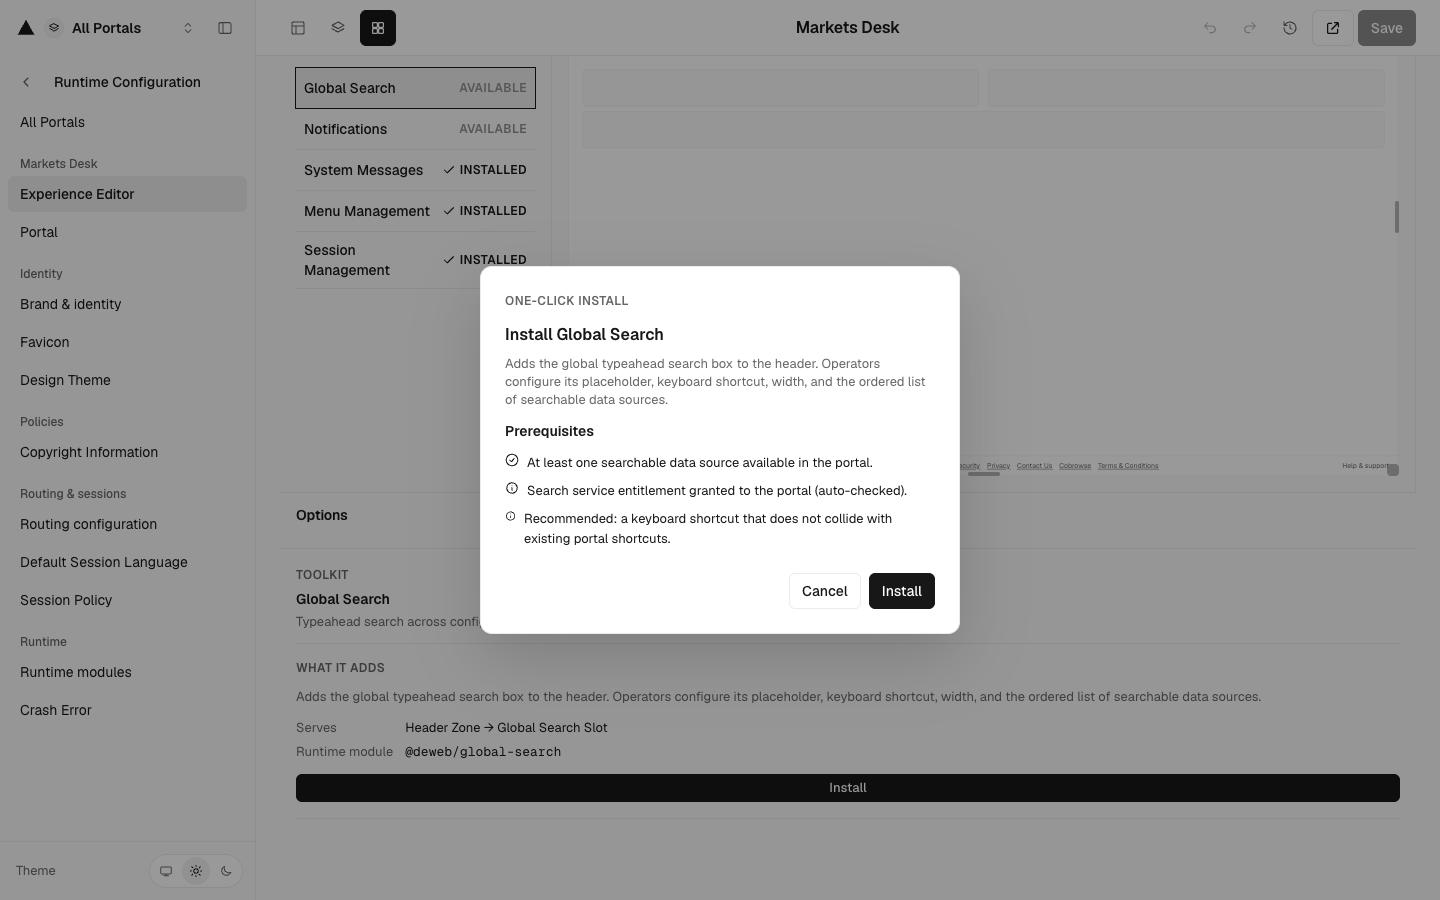 All Portals
Markets Desk
Save
Runtime Configuration
All Portals
Markets Desk
Experience Editor
Portal
Identity
Brand & identity
Favicon
Design Theme
Policies
Copyright Information
Routing & sessions
Routing configuration
Default Session Language
Session Policy
Runtime
Runtime modules
Crash Error
Theme
Global Search AVAILABLE
Notifications AVAILABLE
System Messages INSTALLED
Menu Management INSTALLED
Session
Management INSTALLED
ONE-CLICK INSTALL
Install Global Search
Adds the global typeahead search box to the header. Operators
configure its placeholder, keyboard shortcut, width, and the ordered list
of searchable data sources.
Prerequisites
At least one searchable data source available in the portal.
Search service entitlement granted to the portal (auto-checked).
Recommended: a keyboard shortcut that does not collide with
existing portal shortcuts.
Cancel Install
Privacy Contact Us Cobrowse Terms & Conditions Help & support
Options
TOOLKIT
Global Search
Typeahead search across
WHAT IT ADDS
Adds the global typeahead search box to the header. Operators configure its placeholder, keyboard shortcut, width, and the ordered list of searchable data sources.
Serves Header Zone → Global Search Slot
Runtime module @deweb/global-search
Install